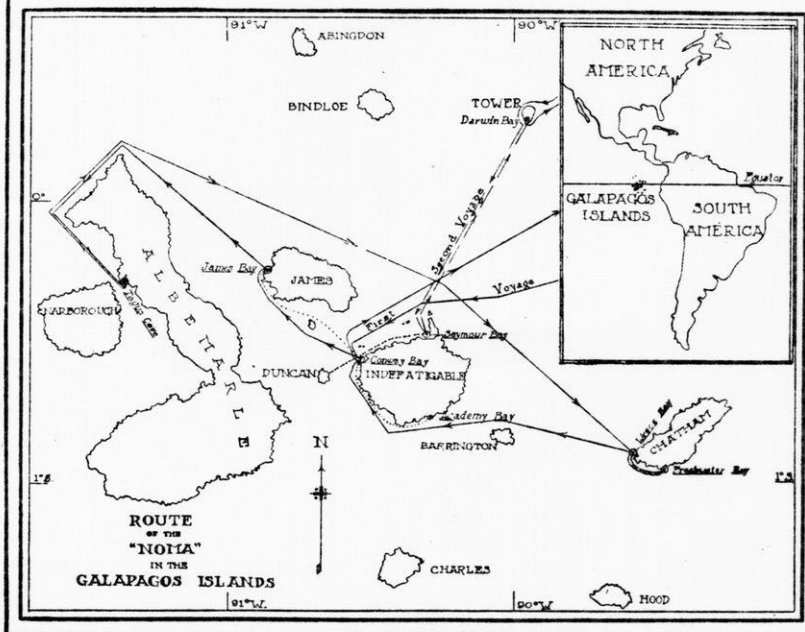 91°W
90°W
ABINGDON
NORTH
AMERICA
BINDLOE
TOWER
Darwin Bay
Equator
0°
GALAPAGOS
ISLANDS
SOUTH
AMERICA
Second Voyage
ALBEMARLE
James Bay
JAMES
NARBOROUGH
Tagus Cove
First
Voyage
Seymour Bay
Conway Bay
DUNCAN
INDEFATIGABLE
Academy Bay
BARRINGTON
Wreck Bay
CHATHAM
Freshwater Bay
N
1°S.
1°S.
ROUTE
OF THE
"NOMA"
IN THE
GALAPAGOS ISLANDS
CHARLES
HOOD
91°W.
90°W